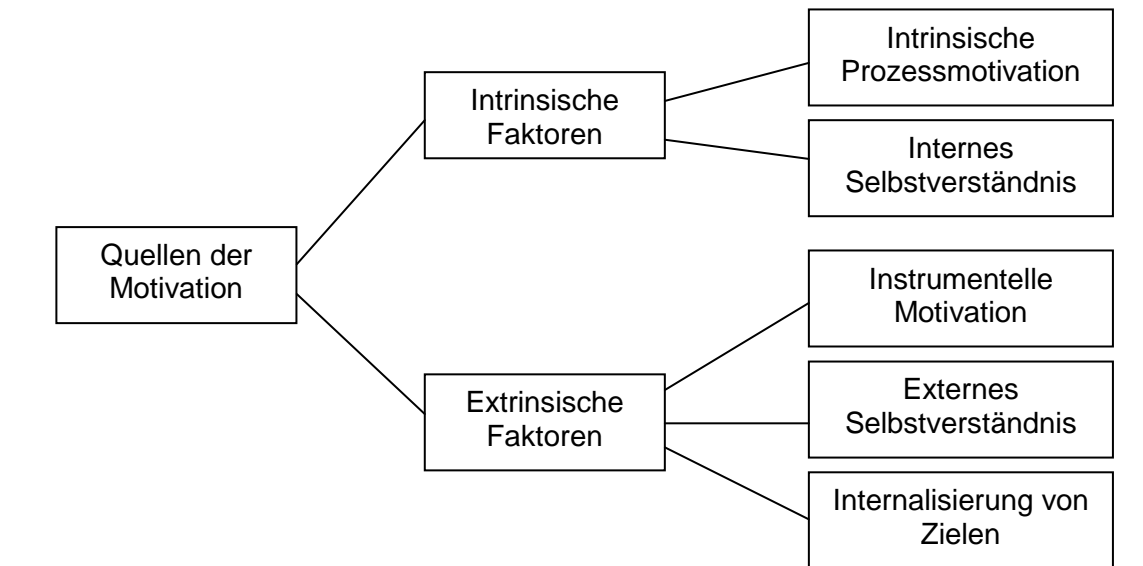 Intrinsische
Prozessmotivation
Intrinsische
Faktoren
Internes
Selbstverständnis
Quellen der
Motivation
Instrumentelle
Motivation
Extrinsische
Faktoren
Externes
Selbstverständnis
Internalisierung von
Zielen